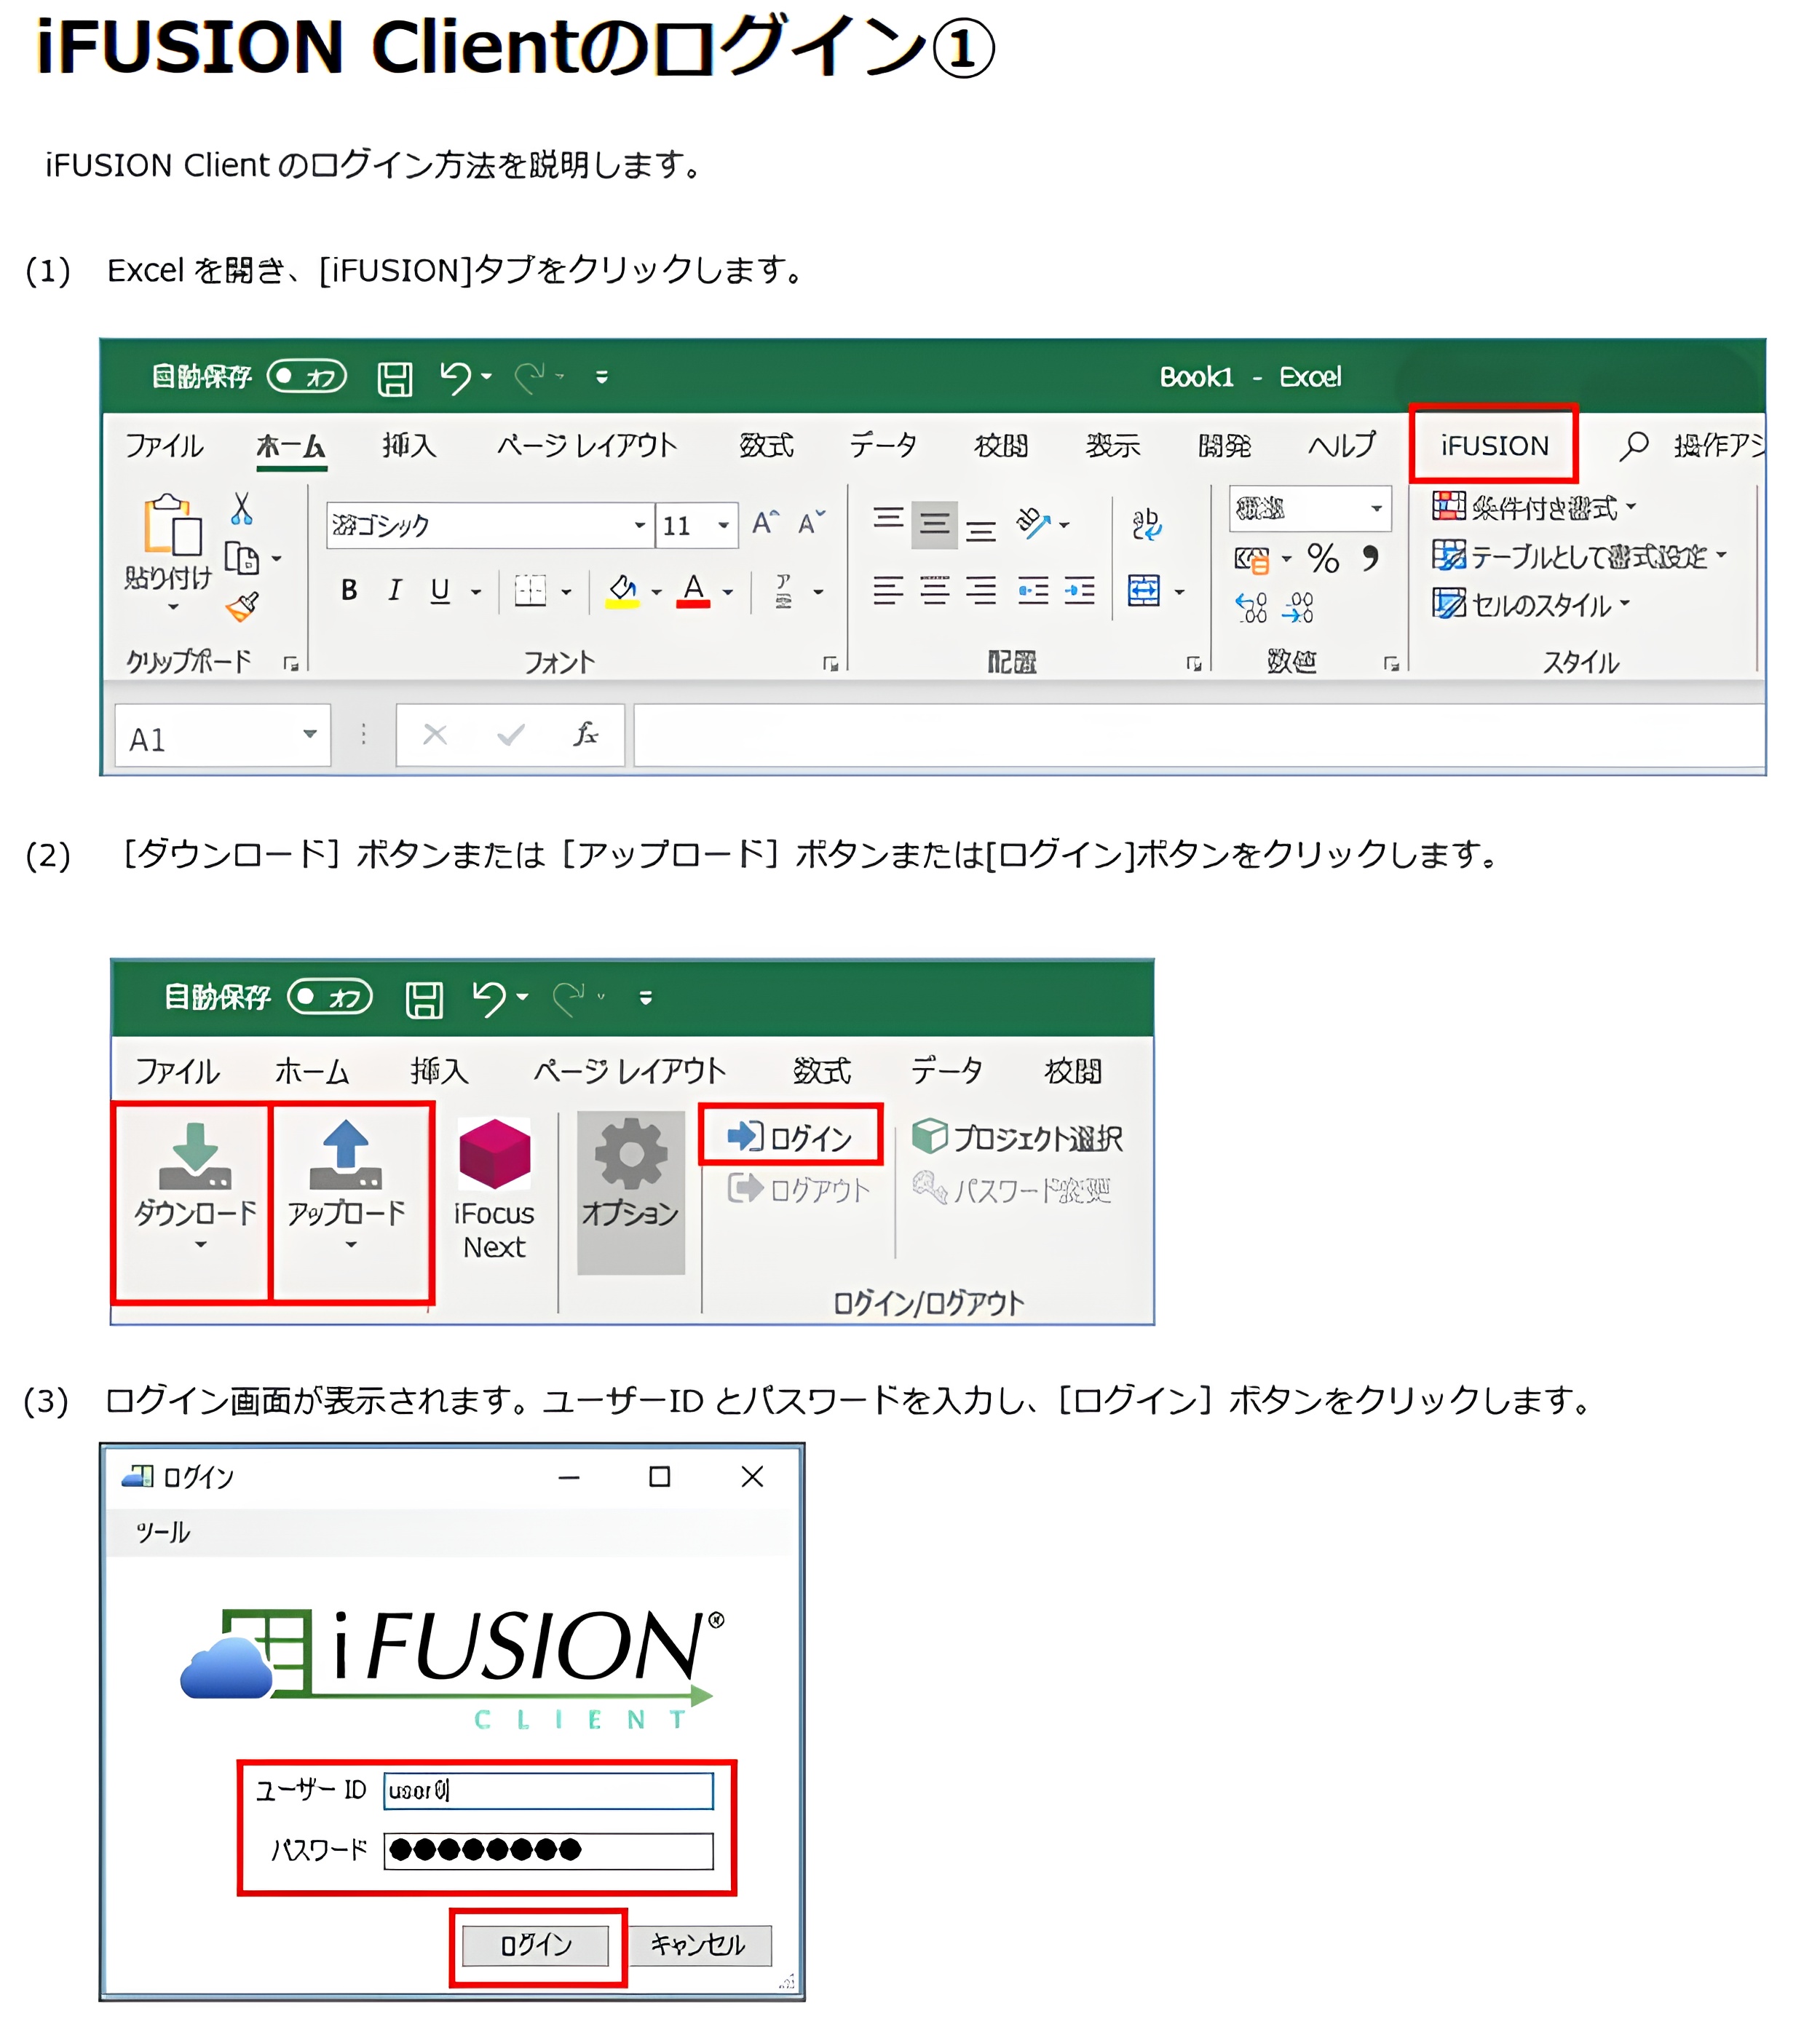 iFUSION Clientのログイン①
iFUSION Client のログイン方法を説明します。
(1) Excel を開き、[iFUSION]タブをクリックします。
自動保存 オフ Book1 - Excel
ファイル ホーム 挿入 ページ レイアウト 数式 データ 校閲 表示 開発 ヘルプ iFUSION 操作アシ
游ゴシック 11 A A ab ab 条件付き書式
貼り付け % 9 テーブルとして書式設定
B I U A ア 亜 セルのスタイル
クリップボード フォント 配置 数値 スタイル
A1 fx
(2) [ダウンロード] ボタンまたは [アップロード] ボタンまたは[ログイン]ボタンをクリックします。
自動保存 オフ
ファイル ホーム 挿入 ページ レイアウト 数式 データ 校閲
ログイン プロジェクト選択
ログアウト パスワード変更
ダウンロード アップロード iFocus Next オプション
ログイン/ログアウト
(3) ログイン画面が表示されます。ユーザーID とパスワードを入力し、[ログイン] ボタンをクリックします。
ログイン
ツール
iFUSION®
CLIENT
ユーザー ID
パスワード ●●●●●●●●
ログイン キャンセル